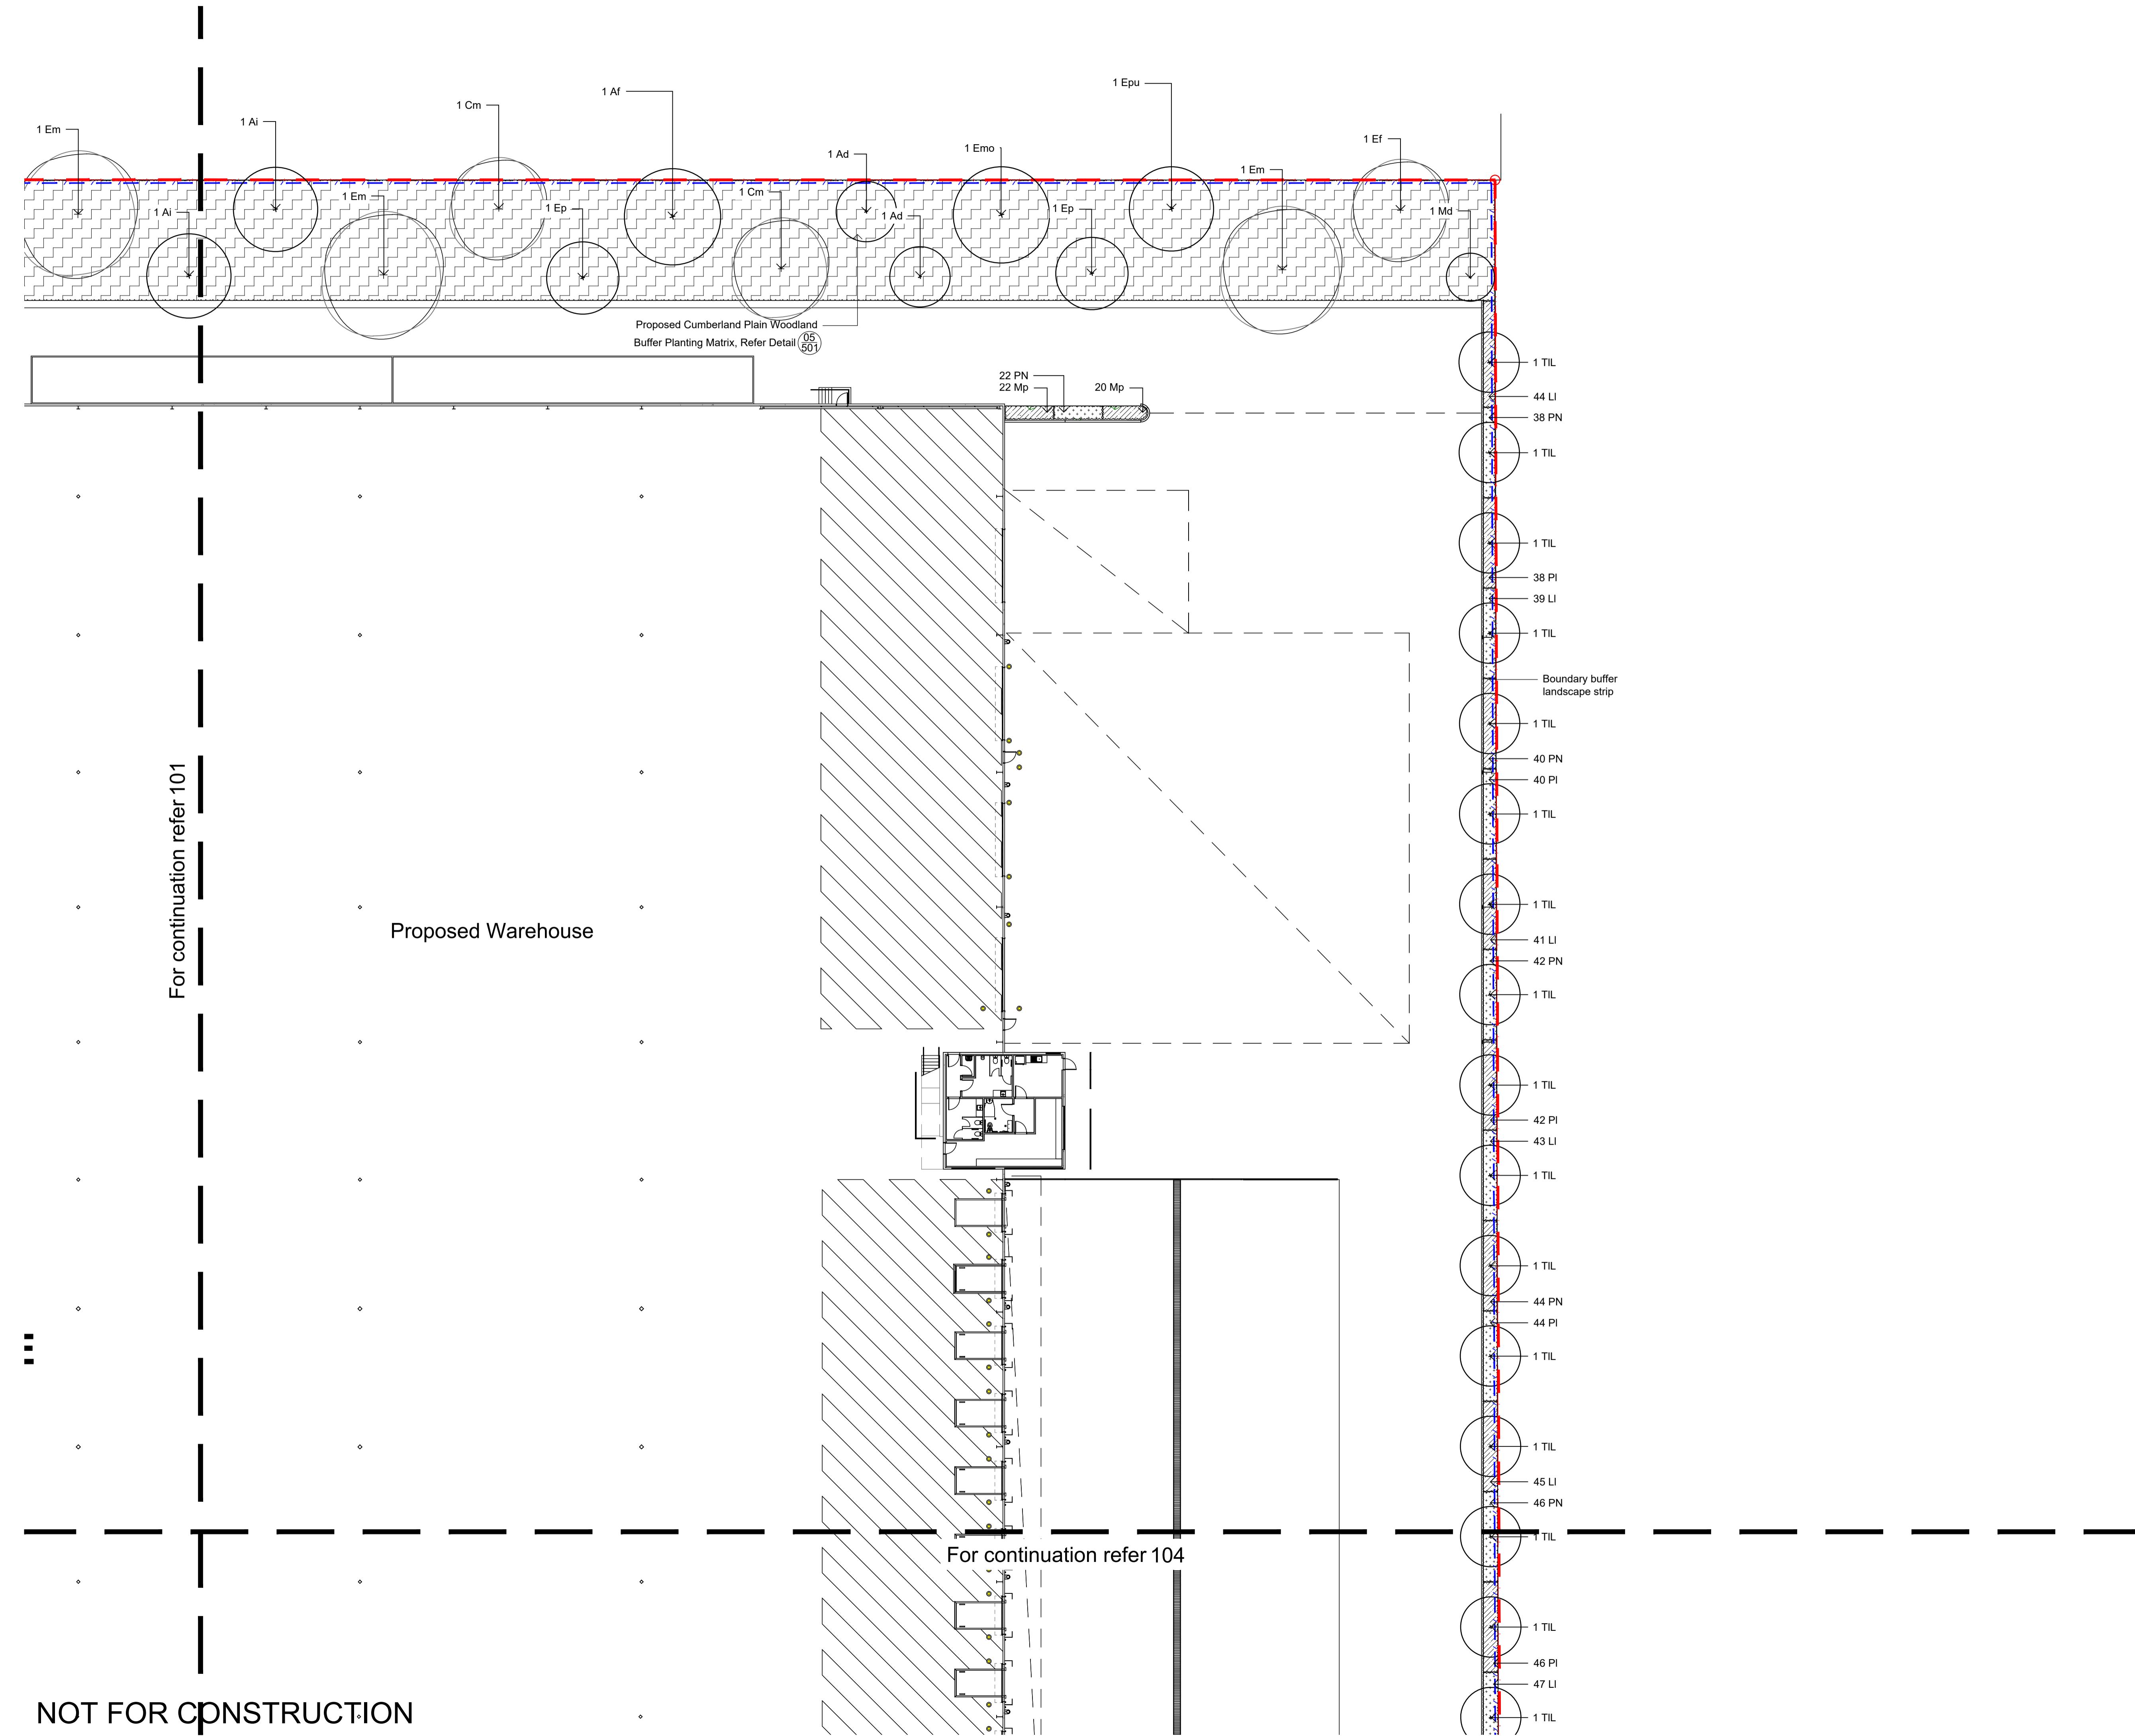 1 Epu
1 Af
1 Cm
1 Ai
1 Em
1 Ef
1 Emo
1 Ad
1 Em
1 Cm
1 Em
1 Ep
1 Ep
1 Md
1 Ai
1 Ad
Proposed Cumberland Plain Woodland
Buffer Planting Matrix, Refer Detail
05
501
1 TIL
22 PN
22 Mp
20 Mp
44 LI
38 PN
1 TIL
1 TIL
38 PI
39 LI
1 TIL
Boundary buffer
landscape strip
1 TIL
40 PN
40 PI
1 TIL
For continuation refer 101
Proposed Warehouse
1 TIL
41 LI
42 PN
1 TIL
1 TIL
42 PI
43 LI
1 TIL
1 TIL
44 PN
44 PI
1 TIL
1 TIL
45 LI
46 PN
1 TIL
For continuation refer 104
1 TIL
46 PI
47 LI
NOT FOR CONSTRUCTION
1 TIL